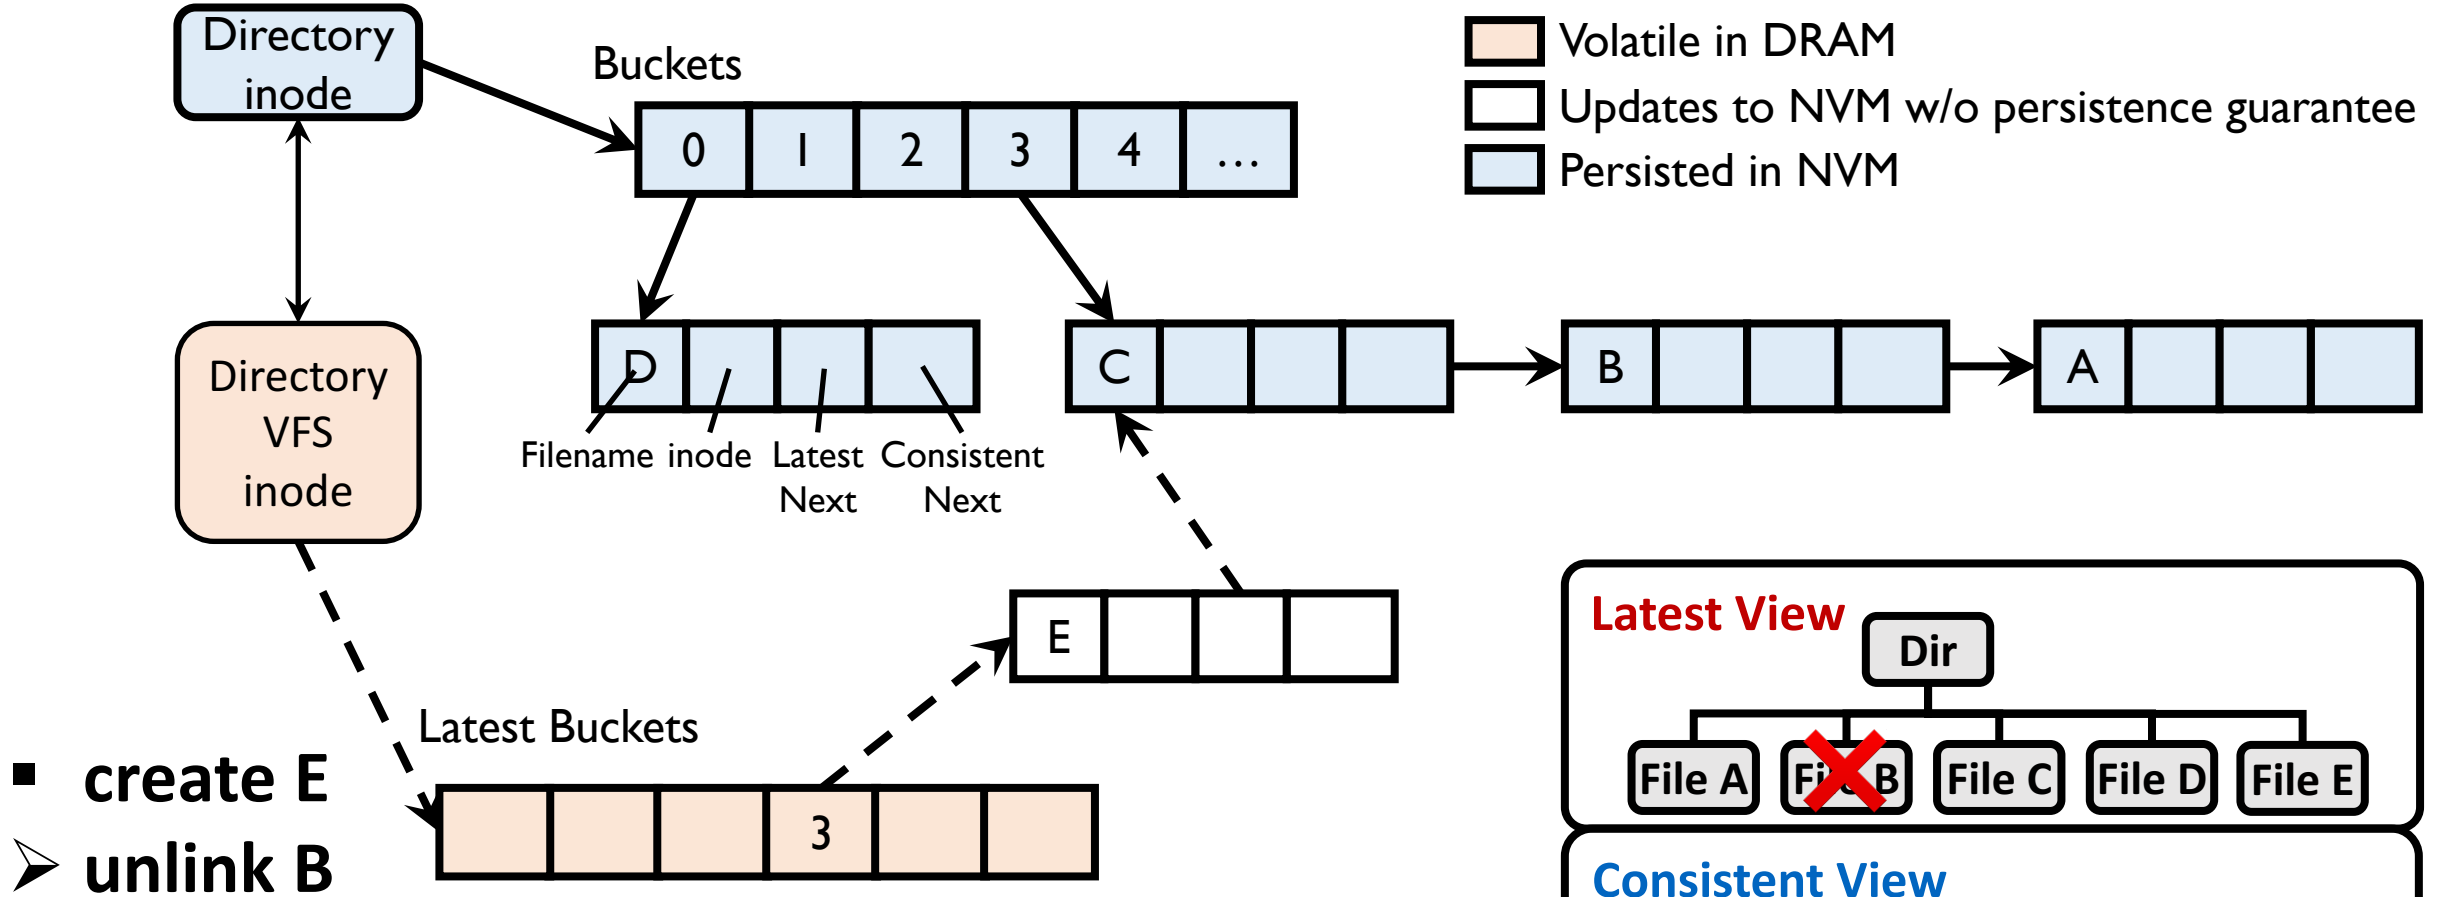 Directory
inode
Buckets
0 1 2 3 4 ...
Volatile in DRAM
Updates to NVM w/o persistence guarantee
Persisted in NVM
Directory
VFS
inode
D
C
B
A
Filename inode Latest Next Consistent Next
E
Latest Buckets
3
▪ create E
➢ unlink B
Latest View
Dir
File A File B File C File D File E
Consistent View